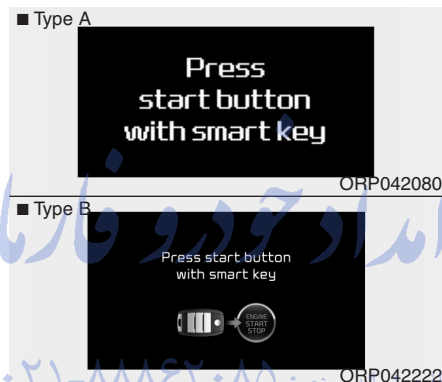 ■ Type A
Press
start button
with smart key
ORP042080
■ Type B
Press start button
with smart key
ENGINE
START
STOP
ORP042222